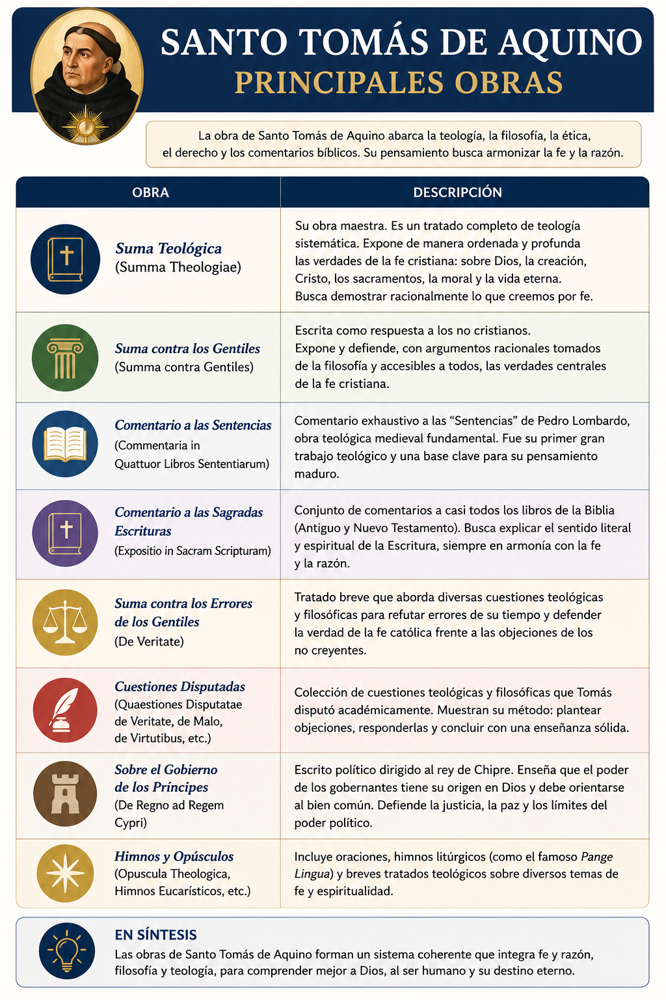 SANTO TOMÁS DE AQUINO
PRINCIPALES OBRAS
La obra de Santo Tomás de Aquino abarca la teología, la filosofía, la ética,
el derecho y los comentarios bíblicos. Su pensamiento busca armonizar la fe y la razón.
OBRA
DESCRIPCIÓN
Suma Teológica
(Summa Theologiae)
Su obra maestra. Es un tratado completo de teología
sistemática. Expone de manera ordenada y profunda
las verdades de la fe cristiana: sobre Dios, la creación,
Cristo, los sacramentos, la moral y la vida eterna.
Busca demostrar racionalmente lo que creemos por fe.
Suma contra los Gentiles
(Summa contra Gentiles)
Escrita como respuesta a los no cristianos.
Expone y defiende, con argumentos racionales tomados
de la filosofía y accesibles a todos, las verdades centrales
de la fe cristiana.
Comentario a las Sentencias
(Commentaria in
Quattuor Libros Sententiarum)
Comentario exhaustivo a las “Sentencias” de Pedro Lombardo,
obra teológica medieval fundamental. Fue su primer gran
trabajo teológico y una base clave para su pensamiento
maduro.
Comentario a las Sagradas
Escrituras
(Expositio in Sacram Scripturam)
Conjunto de comentarios a casi todos los libros de la Biblia
(Antiguo y Nuevo Testamento). Busca explicar el sentido literal
y espiritual de la Escritura, siempre en armonía con la fe
y la razón.
Suma contra los Errores
de los Gentiles
(De Veritate)
Tratado breve que aborda diversas cuestiones teológicas
y filosóficas para refutar errores de su tiempo y defender
la verdad de la fe católica frente a las objeciones de los
no creyentes.
Cuestiones Disputadas
(Quaestiones Disputatae
de Veritate, de Malo,
de Virtutibus, etc.)
Colección de cuestiones teológicas y filosóficas que Tomás
disputó académicamente. Muestran su método: plantear
objeciones, responderlas y concluir con una enseñanza sólida.
Sobre el Gobierno
de los Príncipes
(De Regno ad Regem
Cypri)
Escrito político dirigido al rey de Chipre. Enseña que el poder
de los gobernantes tiene su origen en Dios y debe orientarse
al bien común. Defiende la justicia, la paz y los límites del
poder político.
Himnos y Opúsculos
(Opuscula Theologica,
Himnos Eucarísticos, etc.)
Incluye oraciones, himnos litúrgicos (como el famoso Pange
Lingua) y breves tratados teológicos sobre diversos temas de
fe y espiritualidad.
EN SÍNTESIS
Las obras de Santo Tomás de Aquino forman un sistema coherente que integra fe y razón,
filosofía y teología, para comprender mejor a Dios, al ser humano y su destino eterno.